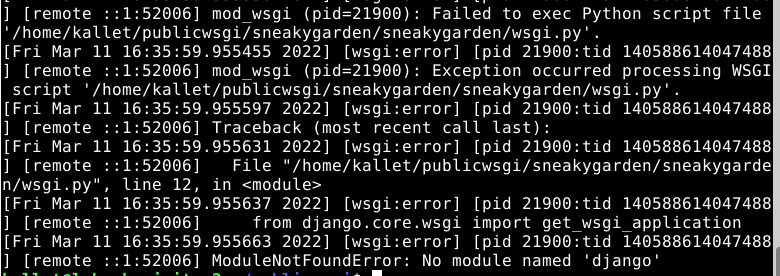 ] [remote ::1:52006] mod_wsgi (pid=21900): Failed to exec Python script file
'/home/kallet/publicwsgi/sneakygarden/sneakygarden/wsgi.py'.
[Fri Mar 11 16:35:59.955455 2022] [wsgi:error] [pid 21900:tid 140588614047488
] [remote ::1:52006] mod_wsgi (pid=21900): Exception occurred processing WSGI
 script '/home/kallet/publicwsgi/sneakygarden/sneakygarden/wsgi.py'.
[Fri Mar 11 16:35:59.955597 2022] [wsgi:error] [pid 21900:tid 140588614047488
] [remote ::1:52006] Traceback (most recent call last):
[Fri Mar 11 16:35:59.955631 2022] [wsgi:error] [pid 21900:tid 140588614047488
] [remote ::1:52006]   File "/home/kallet/publicwsgi/sneakygarden/sneakygarde
n/wsgi.py", line 12, in <module>
[Fri Mar 11 16:35:59.955637 2022] [wsgi:error] [pid 21900:tid 140588614047488
] [remote ::1:52006]     from django.core.wsgi import get_wsgi_application
[Fri Mar 11 16:35:59.955663 2022] [wsgi:error] [pid 21900:tid 140588614047488
] [remote ::1:52006] ModuleNotFoundError: No module named 'django'